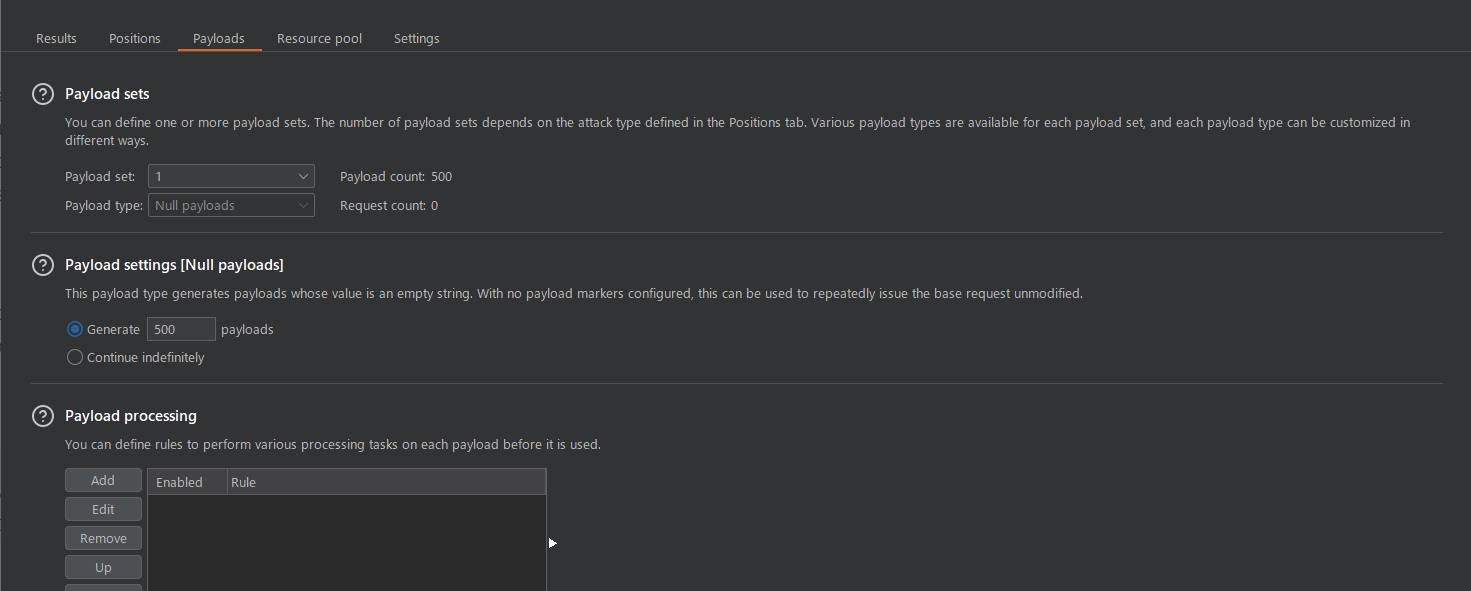 Results Positions Payloads Resource pool Settings
? Payload sets
You can define one or more payload sets. The number of payload sets depends on the attack type defined in the Positions tab. Various payload types are available for each payload set, and each payload type can be customized in
different ways.
Payload set: 1 Payload count: 500
Payload type: Null payloads Request count: 0
? Payload settings [Null payloads]
This payload type generates payloads whose value is an empty string. With no payload markers configured, this can be used to repeatedly issue the base request unmodified.
Generate 500 payloads
Continue indefinitely
? Payload processing
You can define rules to perform various processing tasks on each payload before it is used.
Add Enabled Rule
Edit
Remove
Up